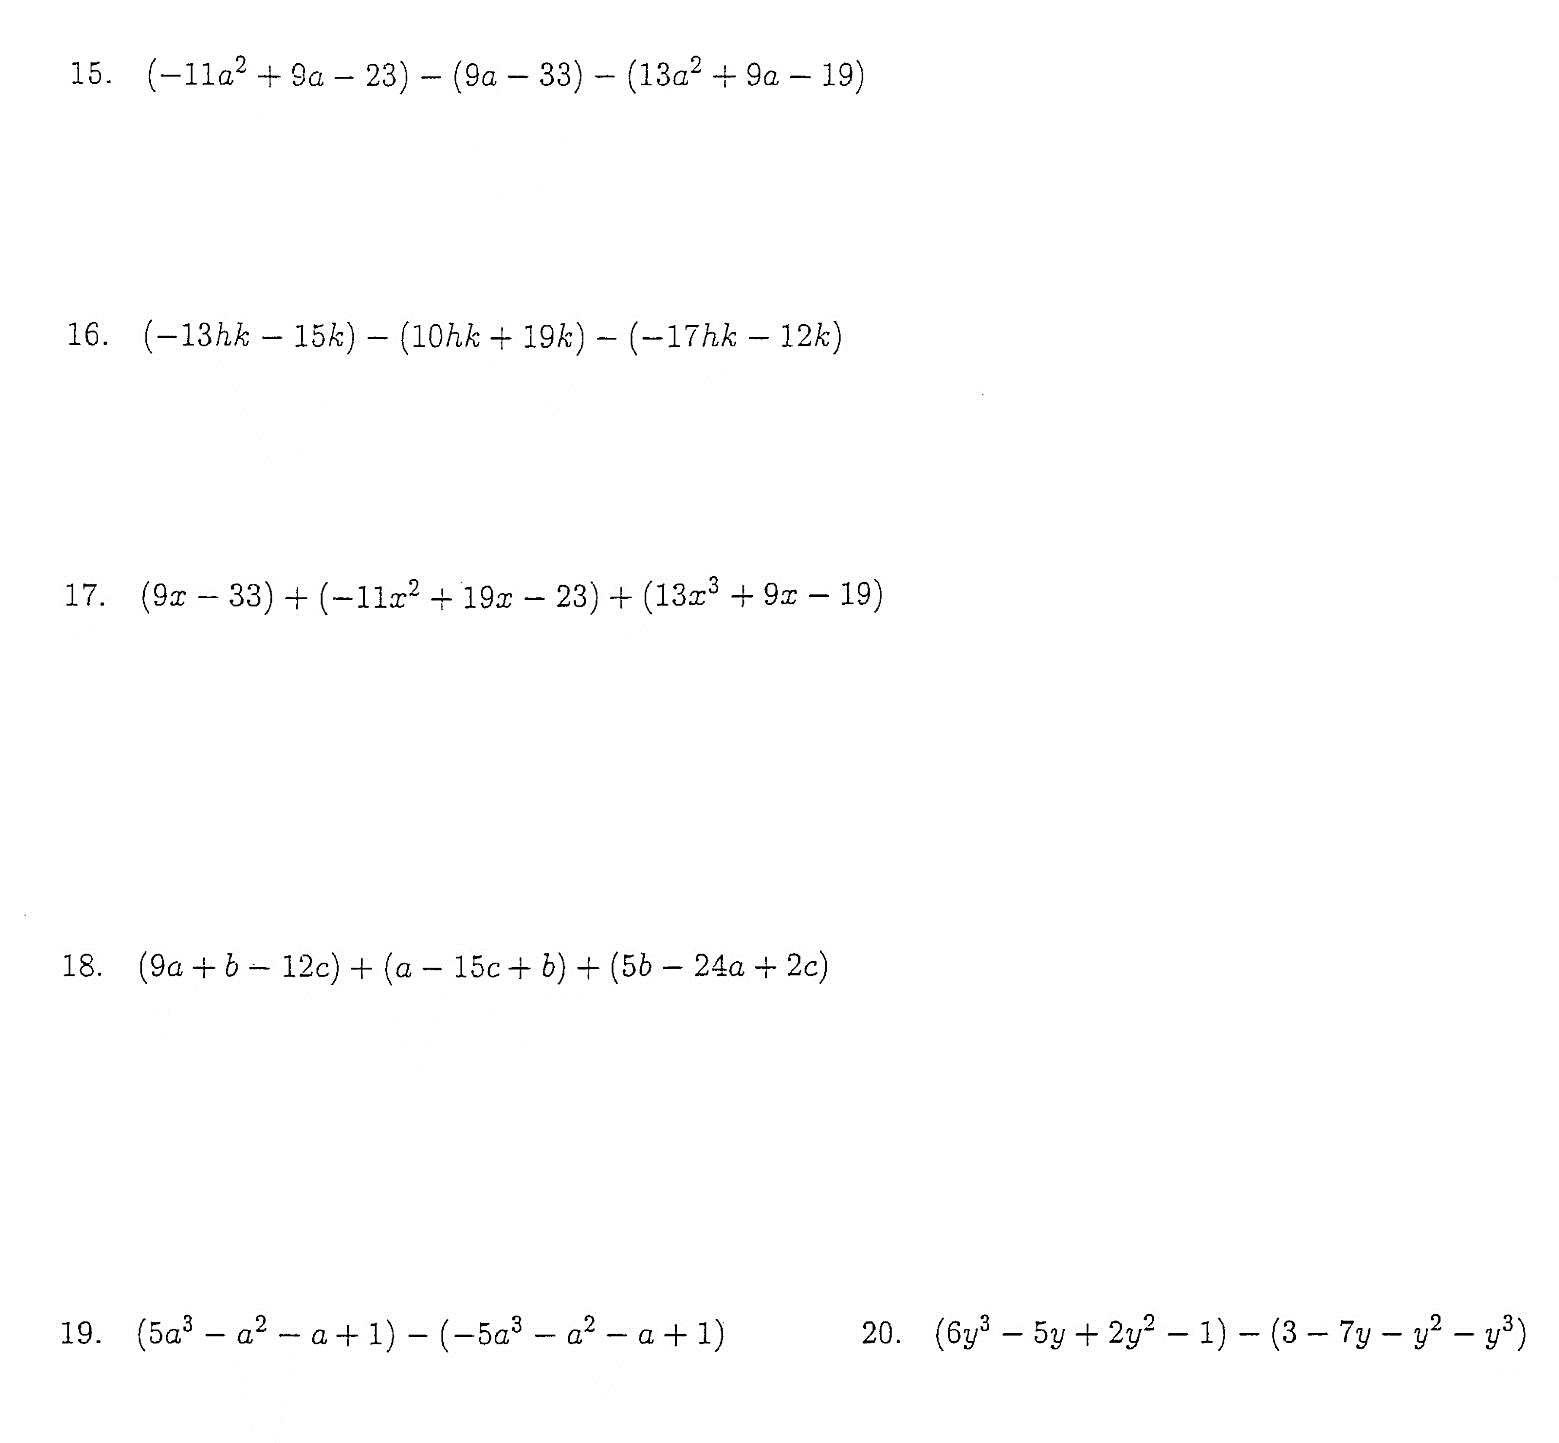 15. (−11a² + 9a − 23) − (9a − 33) − (13a² + 9a − 19)
16. (−13hk − 15k) − (10hk + 19k) − (−17hk − 12k)
17. (9x − 33) + (−11x² + 19x − 23) + (13x³ + 9x − 19)
18. (9a + b − 12c) + (a − 15c + b) + (5b − 24a + 2c)
19. (5a³ − a² − a + 1) − (−5a³ − a² − a + 1)
20. (6y³ − 5y + 2y² − 1) − (3 − 7y − y² − y³)